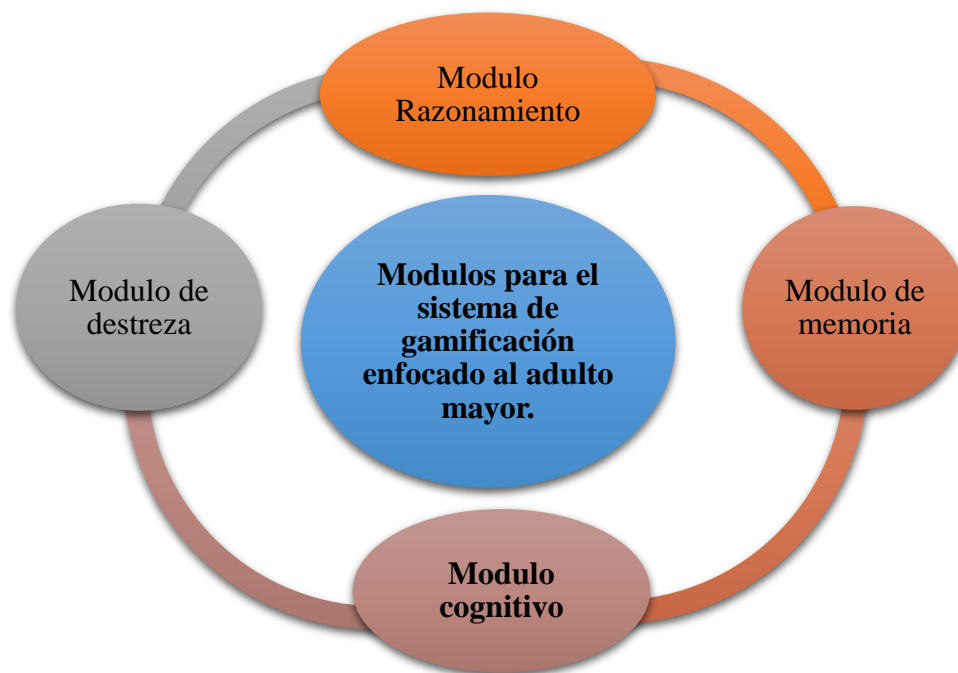 Modulo
Razonamiento
Modulo de
destreza
Modulos para el
sistema de
gamificación
enfocado al adulto
mayor.
Modulo de
memoria
Modulo
cognitivo